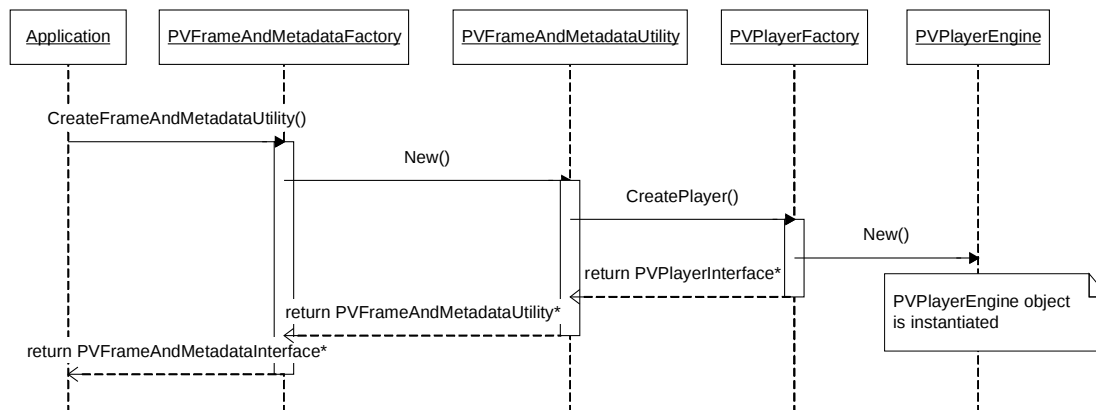 Application
PVFrameAndMetadataFactory
PVFrameAndMetadataUtility
PVPlayerFactory
PVPlayerEngine
CreateFrameAndMetadataUtility()
New()
CreatePlayer()
New()
return PVPlayerInterface*
PVPlayerEngine object
is instantiated
return PVFrameAndMetadataUtility*
return PVFrameAndMetadataInterface*